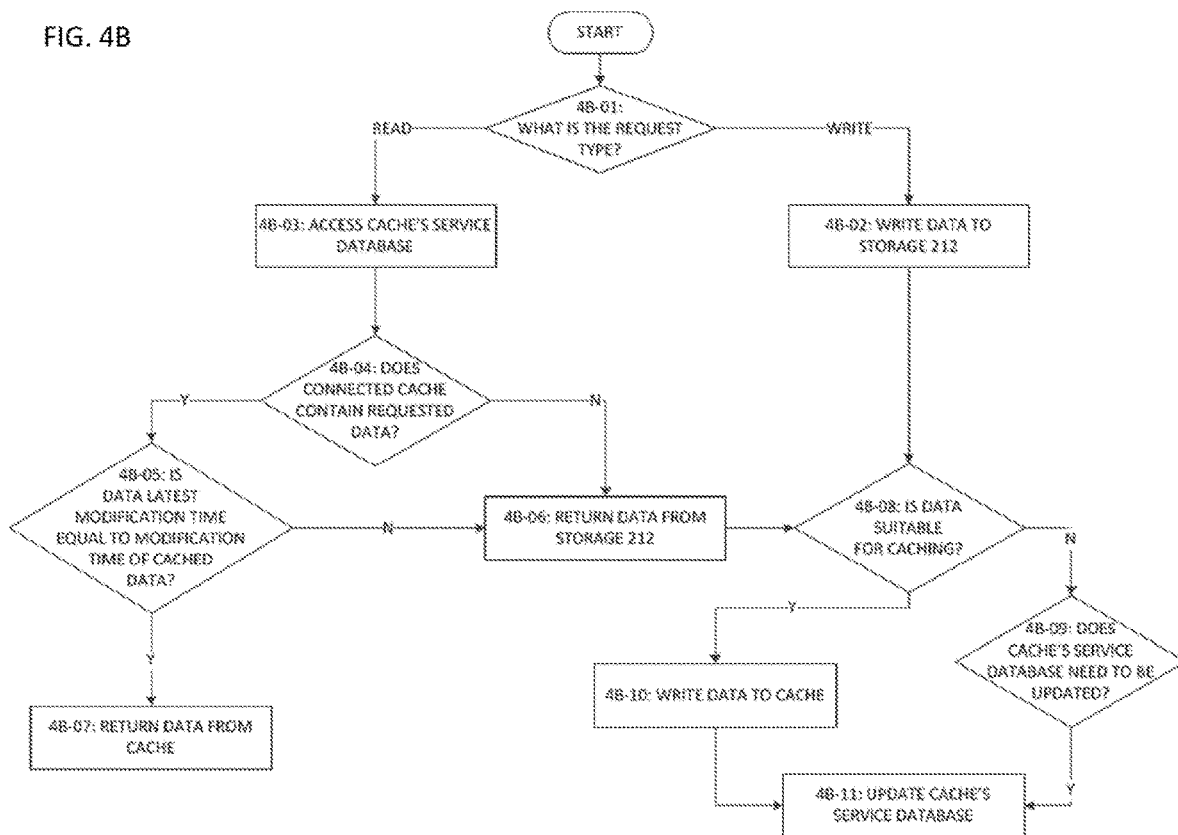 FIG. 4B
START
4B-01:
WHAT IS THE REQUEST
TYPE?
READ
WRITE
4B-03: ACCESS CACHE'S SERVICE
DATABASE
4B-02: WRITE DATA TO
STORAGE 212
4B-04: DOES
CONNECTED CACHE
CONTAIN REQUESTED
DATA?
Y
N
4B-05: IS
DATA LATEST
MODIFICATION TIME
EQUAL TO MODIFICATION
TIME OF CACHED
DATA?
N
4B-06: RETURN DATA FROM
STORAGE 212
4B-08: IS DATA
SUITABLE
FOR CACHING?
N
Y
Y
4B-09: DOES
CACHE'S SERVICE
DATABASE NEED TO BE
UPDATED?
4B-10: WRITE DATA TO CACHE
4B-07: RETURN DATA FROM
CACHE
Y
4B-11: UPDATE CACHE'S
SERVICE DATABASE